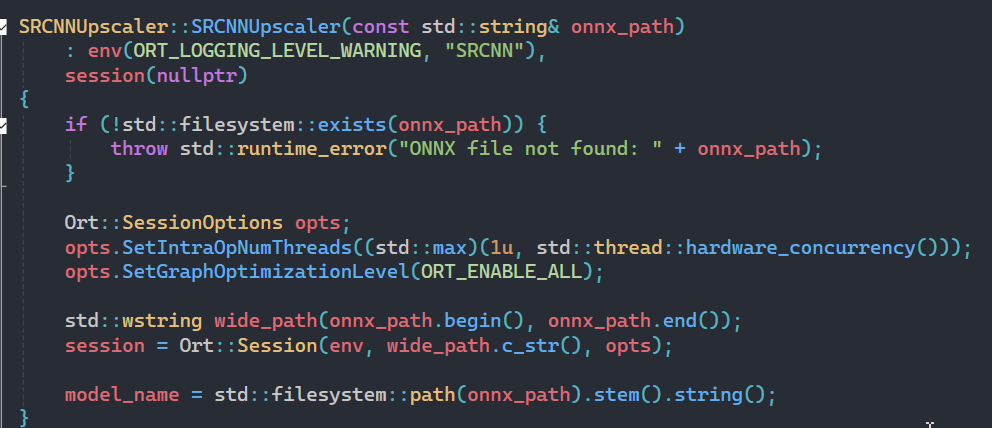 SRCNNUpscaler::SRCNNUpscaler(const std::string& onnx_path)
    : env(ORT_LOGGING_LEVEL_WARNING, "SRCNN"),
    session(nullptr)
{
    if (!std::filesystem::exists(onnx_path)) {
        throw std::runtime_error("ONNX file not found: " + onnx_path);
    }

    Ort::SessionOptions opts;
    opts.SetIntraOpNumThreads((std::max)(1u, std::thread::hardware_concurrency()));
    opts.SetGraphOptimizationLevel(ORT_ENABLE_ALL);

    std::wstring wide_path(onnx_path.begin(), onnx_path.end());
    session = Ort::Session(env, wide_path.c_str(), opts);

    model_name = std::filesystem::path(onnx_path).stem().string();
}